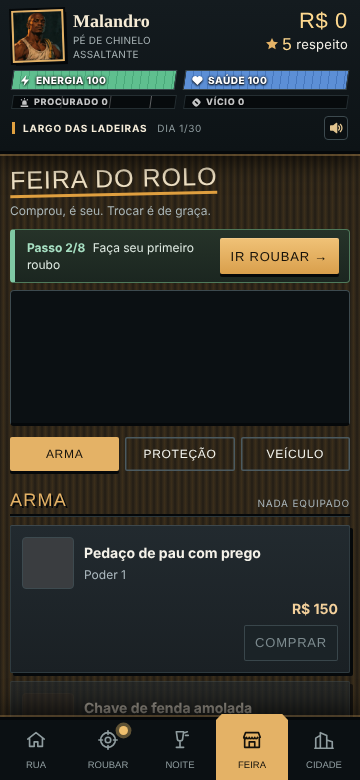 Malandro
PÉ DE CHINELO
ASSALTANTE
R$ 0
5 respeito
ENERGIA 100
SAÚDE 100
PROCURADO 0
VÍCIO 0
LARGO DAS LADEIRAS DIA 1/30
FEIRA DO ROLO
Comprou, é seu. Trocar é de graça.
Passo 2/8 Faça seu primeiro
roubo
IR ROUBAR →
ARMA
PROTEÇÃO
VEÍCULO
ARMA
NADA EQUIPADO
Pedaço de pau com prego
Poder 1
R$ 150
COMPRAR
Chave de fenda amolada
RUA
ROUBAR
NOITE
FEIRA
CIDADE